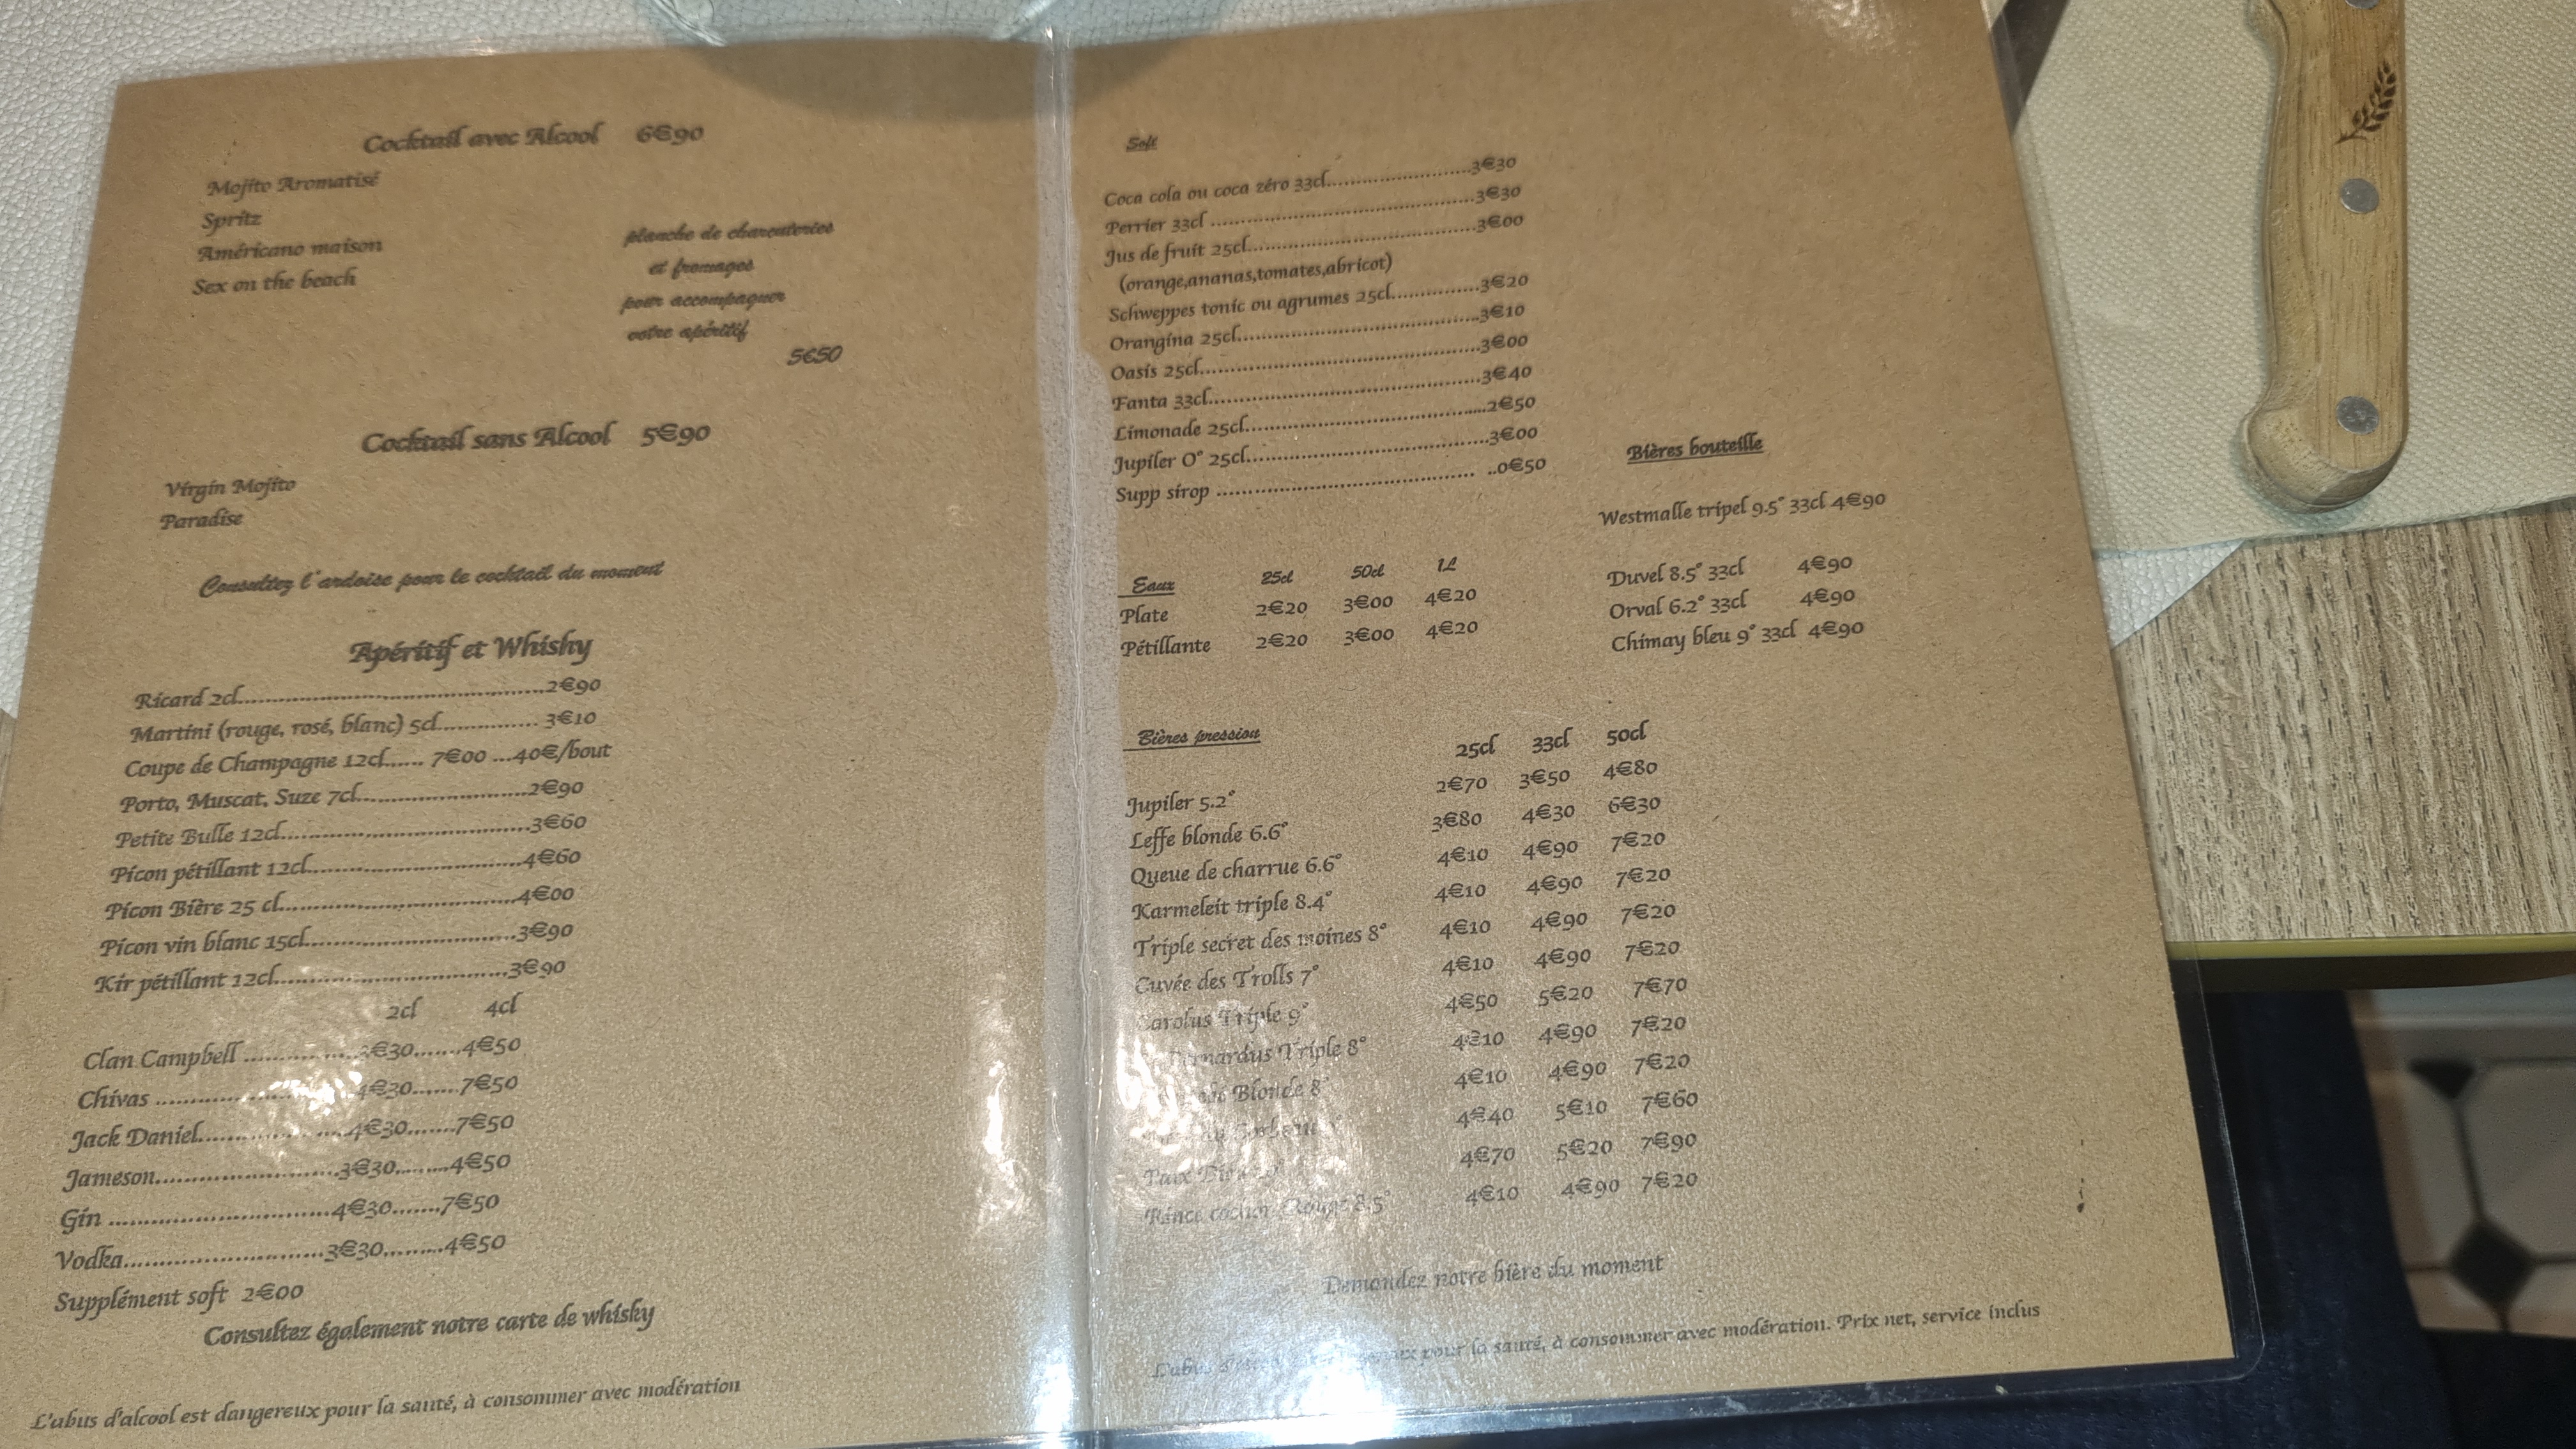 Cocktail avec Alcool 6€90
Mojito Aromatisé
Spritz
Américano maison
Sex on the beach
planche de charcuteries
et fromages
pour accompagner
votre apéritif
5€50
Cocktail sans Alcool 5€90
Virgin Mojito
Paradise
Consultez l'ardoise pour le cocktail du moment
Apéritif et Whishy
Ricard 2cl...2€90
Martini (rouge, rosé, blanc) 5cl...3€10
Coupe de Champagne 12cl...... 7€00 ...40€/bout
Porto, Muscat, Suze 7cl...2€90
Petite Bulle 12cl...3€60
Picon pétillant 12cl...4€60
Picon Bière 25 cl...4€00
Picon vin blanc 15cl...3€90
Kir pétillant 12cl...3€90
2cl 4cl
Clan Campbell ...3€30.......4€50
Chivas ...4€30.......7€50
Jack Daniel...4€30.......7€50
Jameson...3€30.........4€50
Gin ...4€30.......7€50
Vodka...3€30.........4€50
Supplément soft 2€00
Consultez également notre carte de whisky
L'abus d'alcool est dangereux pour la santé, à consommer avec modération
Soft
Coca cola ou coca zéro 33cl...3€30
Perrier 33cl ...3€30
Jus de fruit 25cl...3€00
(orange,ananas,tomates,abricot)
Schweppes tonic ou agrumes 25cl...3€20
Orangina 25cl...3€10
Oasis 25cl...3€00
Fanta 33cl...3€40
Limonade 25cl...2€50
Jupiler 0° 25cl...3€00
Supp sirop ... ..0€50
Eaux 25cl 50cl 1L
Plate 2€20 3€00 4€20
Pétillante 2€20 3€00 4€20
Bières bouteille
Westmalle tripel 9.5° 33cl 4€90
Duvel 8.5° 33cl 4€90
Orval 6.2° 33cl 4€90
Chimay bleu 9° 33cl 4€90
Bières pression 25cl 33cl 50cl
Jupiler 5.2° 2€70 3€50 4€80
Leffe blonde 6.6° 3€80 4€30 6€30
Queue de charrue 6.6° 4€10 4€90 7€20
Karmeleit triple 8.4° 4€10 4€90 7€20
Triple secret des moines 8° 4€10 4€90 7€20
Cuvée des Trolls 7° 4€10 4€90 7€20
Carolus Triple 9° 4€50 5€20 7€70
Triple 8° 4€10 4€90 7€20
Blonde 8° 4€10 4€90 7€20
4€40 5€10 7€60
4€70 5€20 7€90
Rince cochon Rouge 8.5° 4€10 4€90 7€20
Demandez notre bière du moment
L'abus pour la santé, à consommer avec modération. Prix net, service inclus